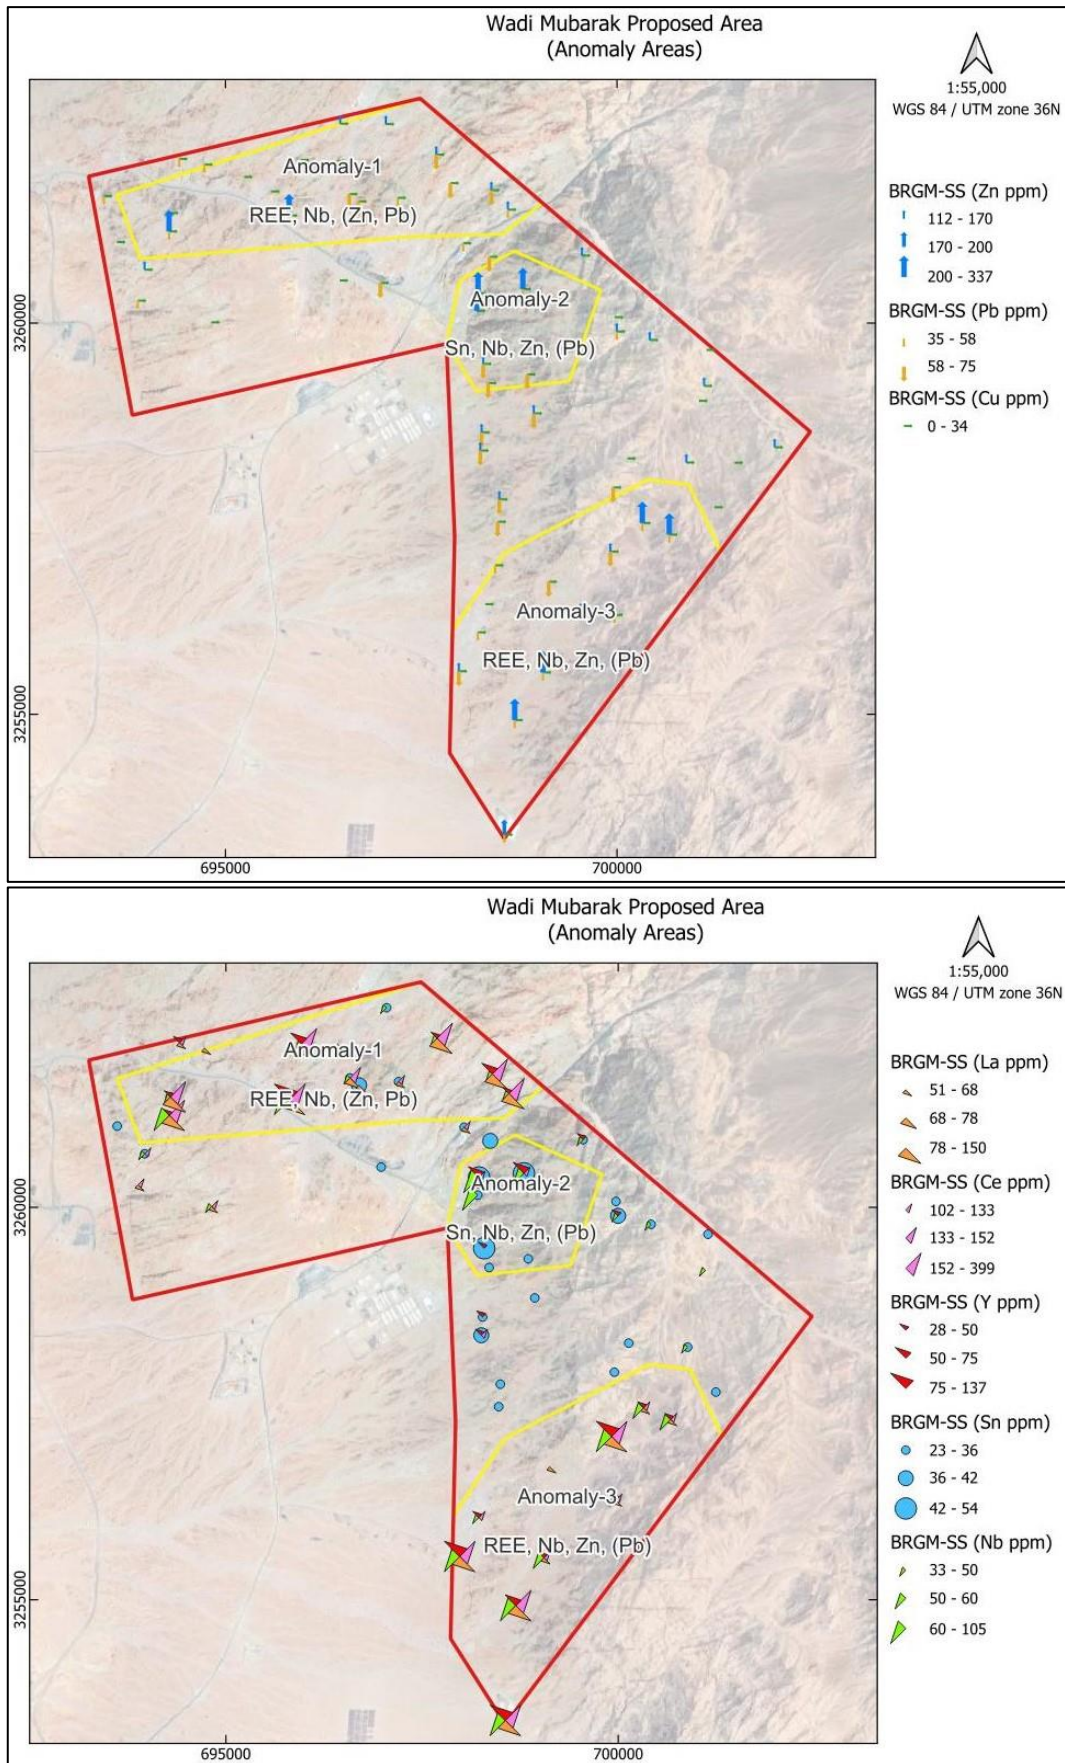 Wadi Mubarak Proposed Area
(Anomaly Areas)
1:55,000
WGS 84 / UTM zone 36N
Anomaly-1
REE, Nb, (Zn, Pb)
Anomaly-2
Sn, Nb, Zn, (Pb)
Anomaly-3
REE, Nb, Zn, (Pb)
3260000
3255000
695000
700000
BRGM-SS (Zn ppm)
112 - 170
170 - 200
200 - 337
BRGM-SS (Pb ppm)
35 - 58
58 - 75
BRGM-SS (Cu ppm)
0 - 34
Wadi Mubarak Proposed Area
(Anomaly Areas)
1:55,000
WGS 84 / UTM zone 36N
Anomaly-1
REE, Nb, (Zn, Pb)
Anomaly-2
Sn, Nb, Zn, (Pb)
Anomaly-3
REE, Nb, Zn, (Pb)
3260000
3255000
695000
700000
BRGM-SS (La ppm)
51 - 68
68 - 78
78 - 150
BRGM-SS (Ce ppm)
102 - 133
133 - 152
152 - 399
BRGM-SS (Y ppm)
28 - 50
50 - 75
75 - 137
BRGM-SS (Sn ppm)
23 - 36
36 - 42
42 - 54
BRGM-SS (Nb ppm)
33 - 50
50 - 60
60 - 105